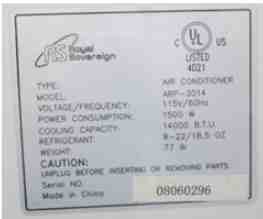 RS Royal Sovereign
C UL US
LISTED
4021
TYPE: AIR CONDITIONER
MODEL: ARP-3014
VOLTAGE/FREQUENCY: 115V/60Hz
POWER CONSUMPTION: 1500 W
COOLING CAPACITY: 14000 B.T.U.
REFRIGERANT: R-22/18.5 OZ
WEIGHT: 77 lb
CAUTION:
UNPLUG BEFORE INSERTING OR REMOVING PARTS.
Serial NO.
Made in China 08060296